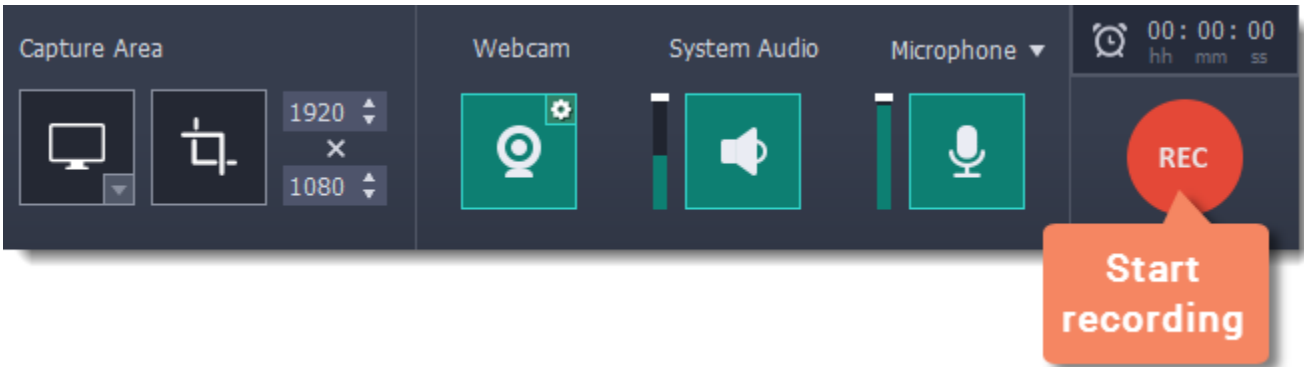 Capture Area
Webcam
System Audio
Microphone
00 : 00 : 00
hh mm ss
1920
×
1080
REC
Start
recording